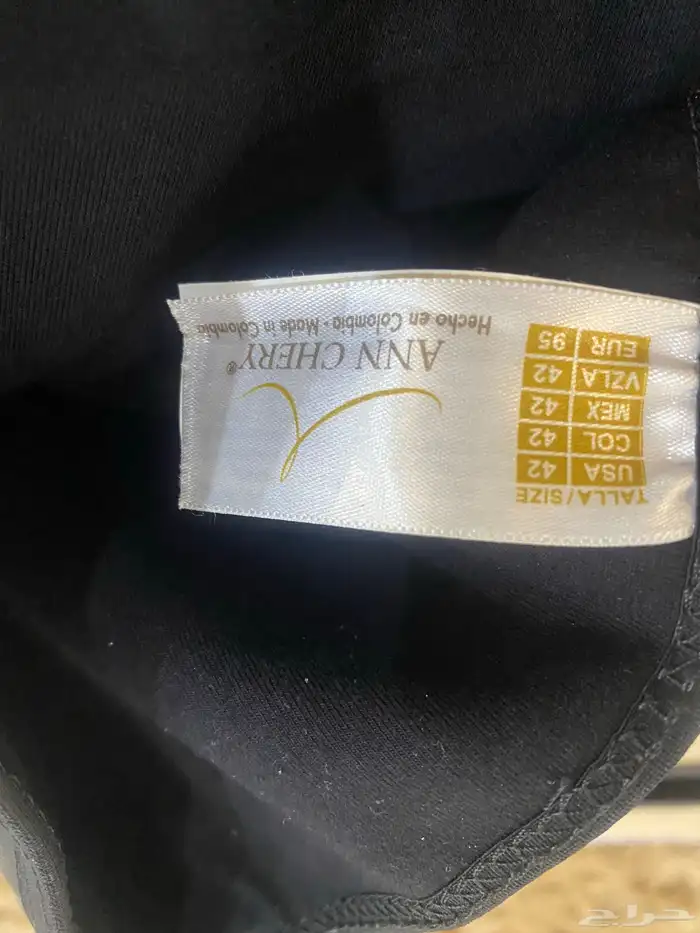 TALLA/SIZE
USA 42
COL 42
MEX 42
VZLA 42
EUR 95
ANN CHERY®
Hecho en Colombia - Made in Colombia
حراج